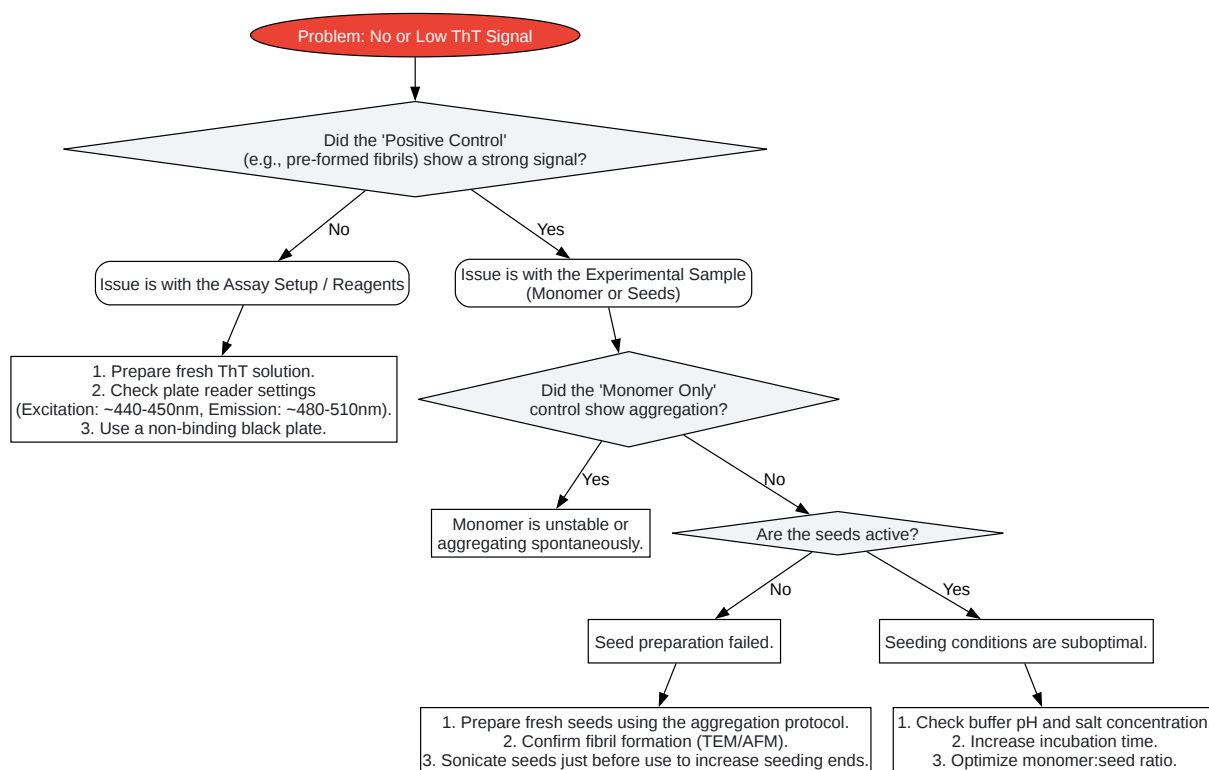 Problem: No or Low ThT Signal
Did the 'Positive Control'
(e.g., pre-formed fibrils) show a strong signal?
No
Yes
Issue is with the Assay Setup / Reagents
Issue is with the Experimental Sample
(Monomer or Seeds)
1. Prepare fresh ThT solution.
2. Check plate reader settings
(Excitation: ~440-450nm, Emission: ~480-510nm).
3. Use a non-binding black plate.
Did the 'Monomer Only'
control show aggregation?
Yes
No
Monomer is unstable or
aggregating spontaneously.
Are the seeds active?
No
Yes
Seed preparation failed.
Seeding conditions are suboptimal.
1. Prepare fresh seeds using the aggregation protocol.
2. Confirm fibril formation (TEM/AFM).
3. Sonicate seeds just before use to increase seeding ends.
1. Check buffer pH and salt concentration
2. Increase incubation time.
3. Optimize monomer:seed ratio.